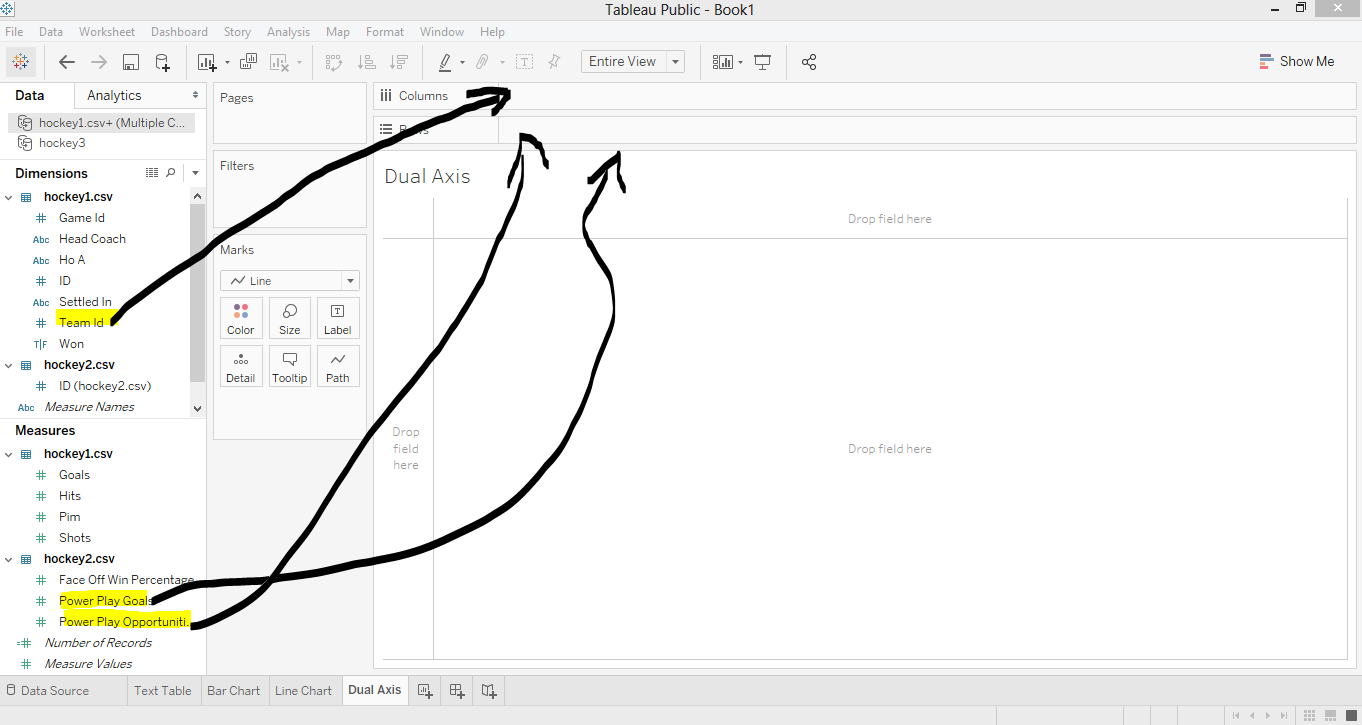 Tableau Public - Book1
File Data Worksheet Dashboard Story Analysis Map Format Window Help
Entire View
Show Me
Data Analytics
hockey1.csv+ (Multiple C...
hockey3
Dimensions
hockey1.csv
# Game Id
Abc Head Coach
Abc Ho A
# ID
Abc Settled In
# Team Id
T|F Won
hockey2.csv
# ID (hockey2.csv)
Abc Measure Names
Measures
hockey1.csv
# Goals
# Hits
# Pim
# Shots
hockey2.csv
# Face Off Win Percentage
# Power Play Goals
# Power Play Opportuniti...
=# Number of Records
# Measure Values
Pages
Filters
Marks
Line
Color Size Label
Detail Tooltip Path
Columns
Rows
Dual Axis
Drop field here
Drop
field
here
Drop field here
Data Source Text Table Bar Chart Line Chart Dual Axis